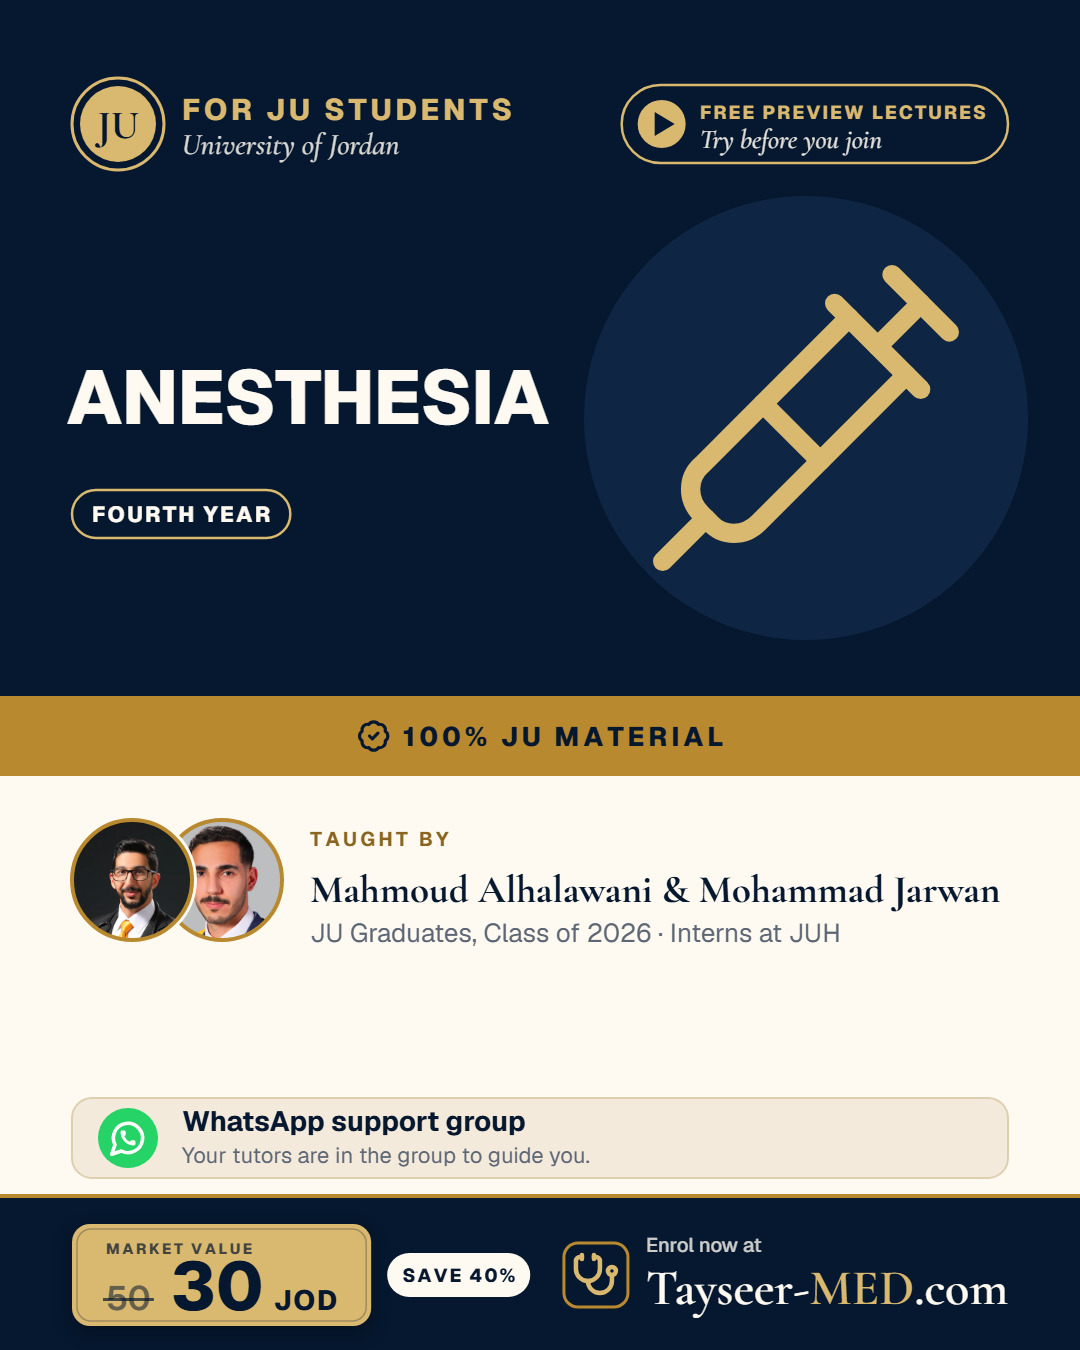 JU
FOR JU STUDENTS
University of Jordan
FREE PREVIEW LECTURES
Try before you join
ANESTHESIA
FOURTH YEAR
100% JU MATERIAL
TAUGHT BY
Mahmoud Alhalawani & Mohammad Jarwan
JU Graduates, Class of 2026 · Interns at JUH
WhatsApp support group
Your tutors are in the group to guide you.
MARKET VALUE
50 30 JOD
SAVE 40%
Enrol now at
Tayseer-MED.com